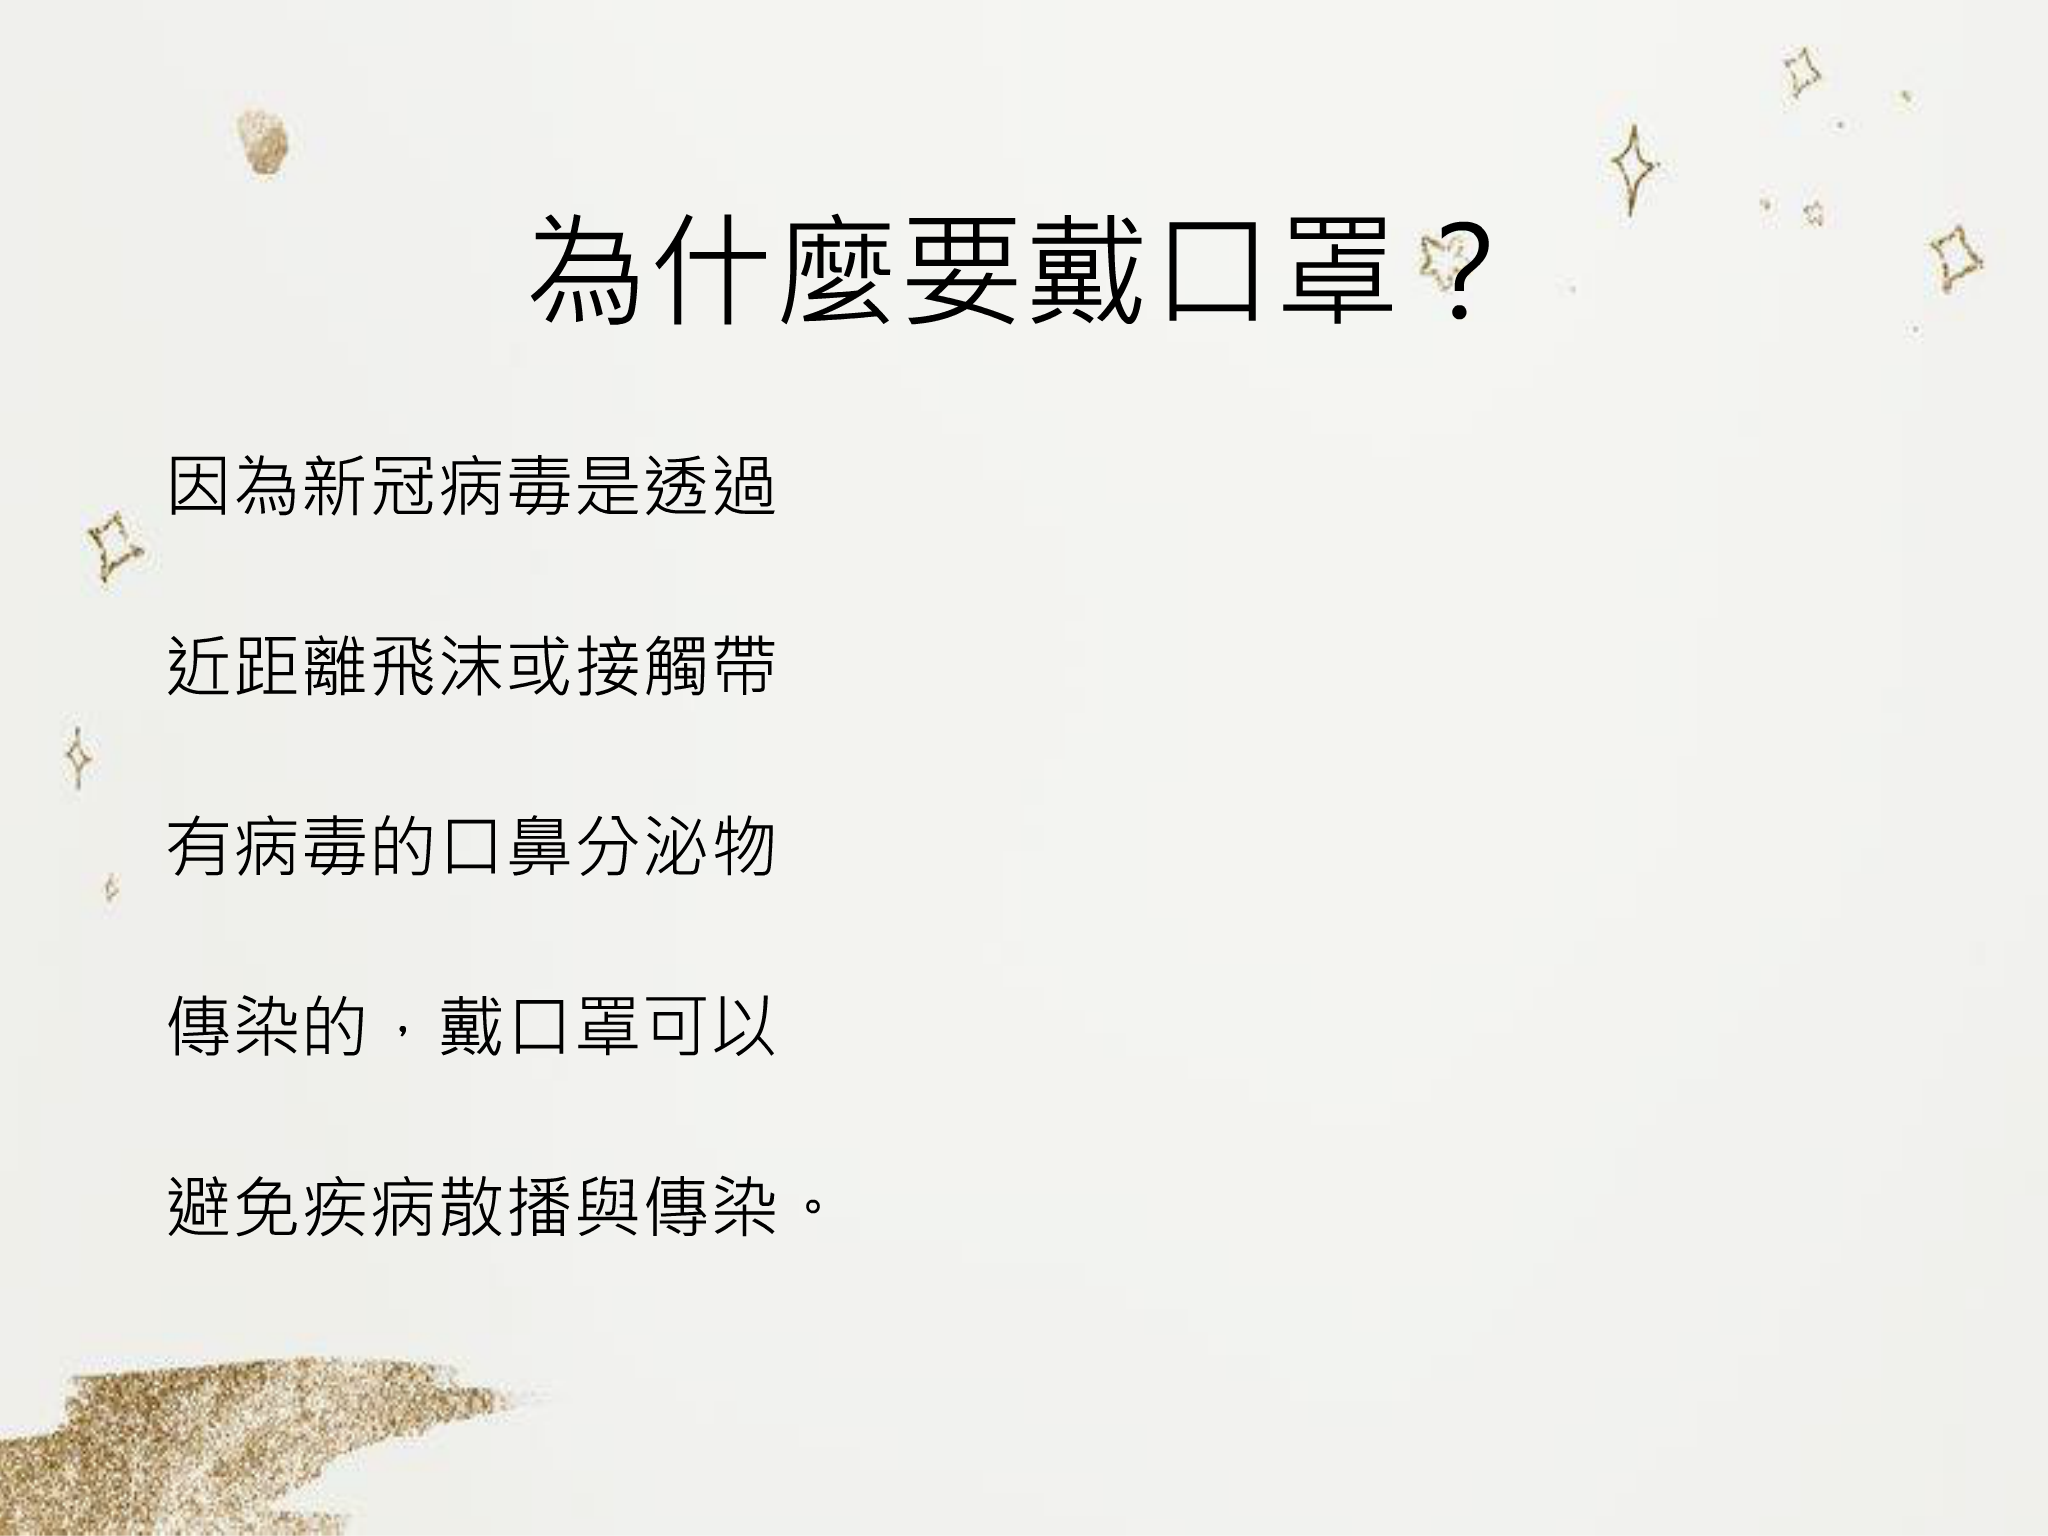 為什麼要戴口罩？
因為新冠病毒是透過
近距離飛沫或接觸帶
有病毒的口鼻分泌物
傳染的，戴口罩可以
避免疾病散播與傳染。